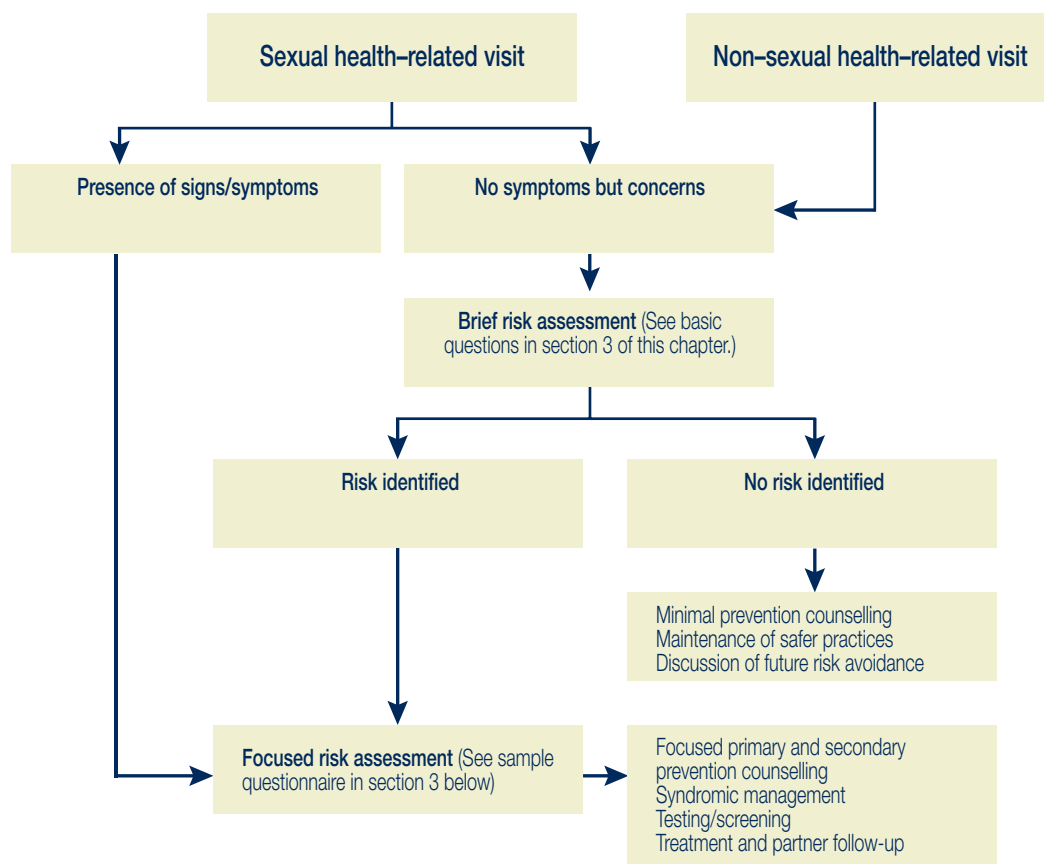 Sexual health–related visit
Non–sexual health–related visit
Presence of signs/symptoms
No symptoms but concerns
Brief risk assessment (See basic
questions in section 3 of this chapter.)
Risk identified
No risk identified
Minimal prevention counselling
Maintenance of safer practices
Discussion of future risk avoidance
Focused risk assessment (See sample
questionnaire in section 3 below)
Focused primary and secondary
prevention counselling
Syndromic management
Testing/screening
Treatment and partner follow-up